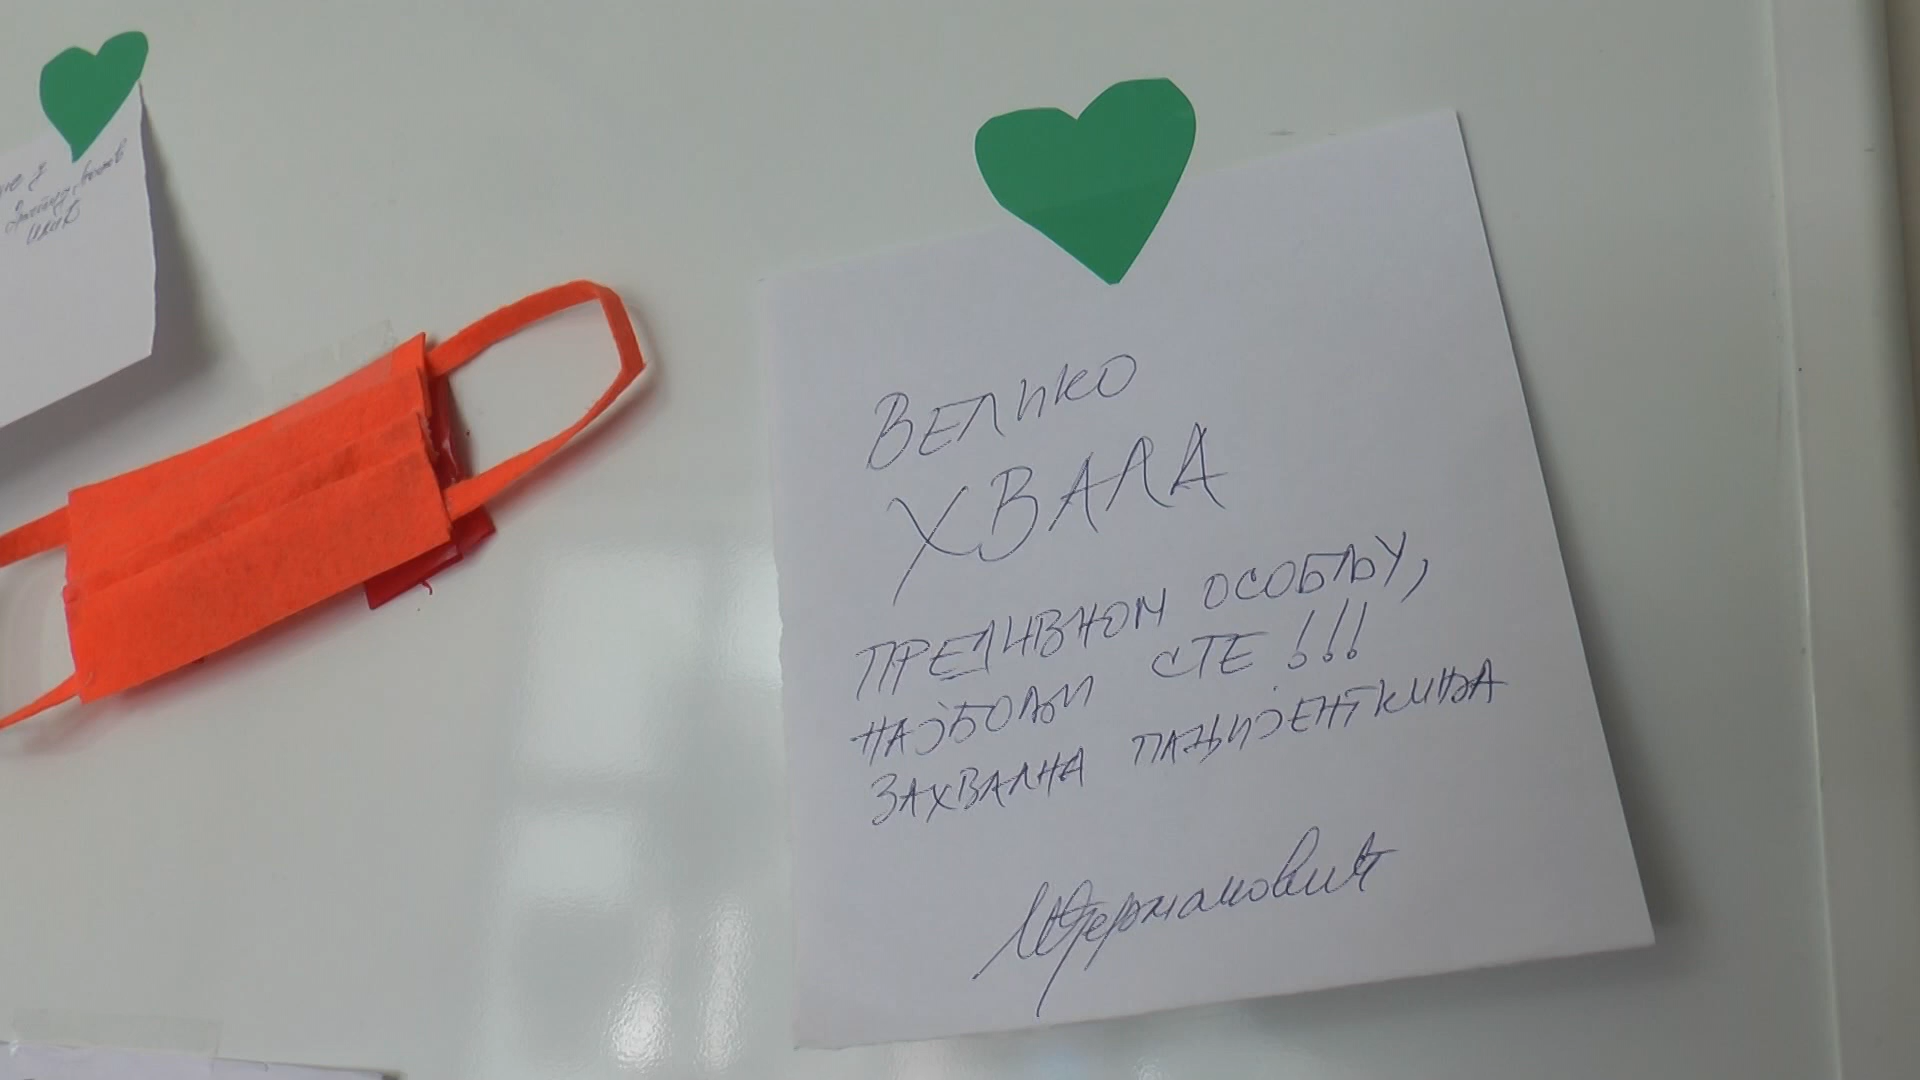 ВЕЛИКО
ХВАЛА
ПРЕДИВНОМ ОСОБЉУ,
НАЈБОЉИ СТЕ!!!
ЗАХВАЛНА ПАЦИЈЕНТКИЊА